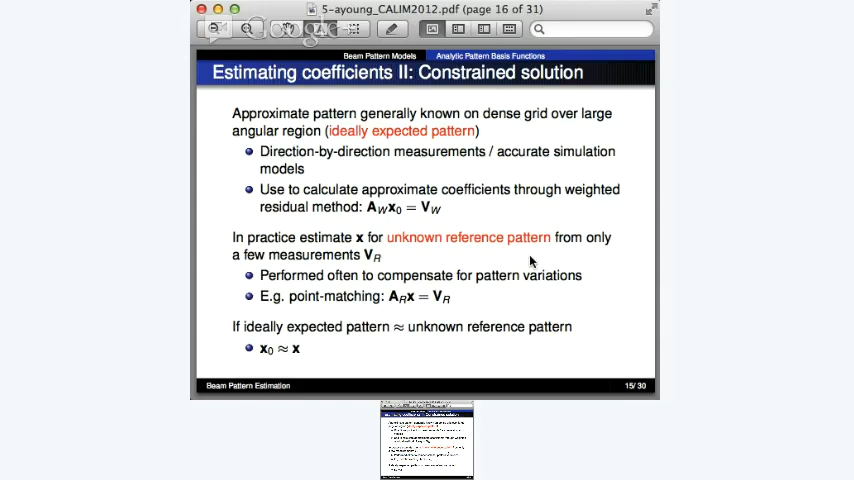 5-ayoung_CALIM2012.pdf (page 16 of 31)
Google
Beam Pattern Models Analytic Pattern Basis Functions
Estimating coefficients II: Constrained solution
Approximate pattern generally known on dense grid over large
angular region (ideally expected pattern)
Direction-by-direction measurements / accurate simulation
models
Use to calculate approximate coefficients through weighted
residual method: A_W x_0 = V_W
In practice estimate x for unknown reference pattern from only
a few measurements V_R
Performed often to compensate for pattern variations
E.g. point-matching: A_R x = V_R
If ideally expected pattern ≈ unknown reference pattern
x_0 ≈ x
Beam Pattern Estimation 15/30